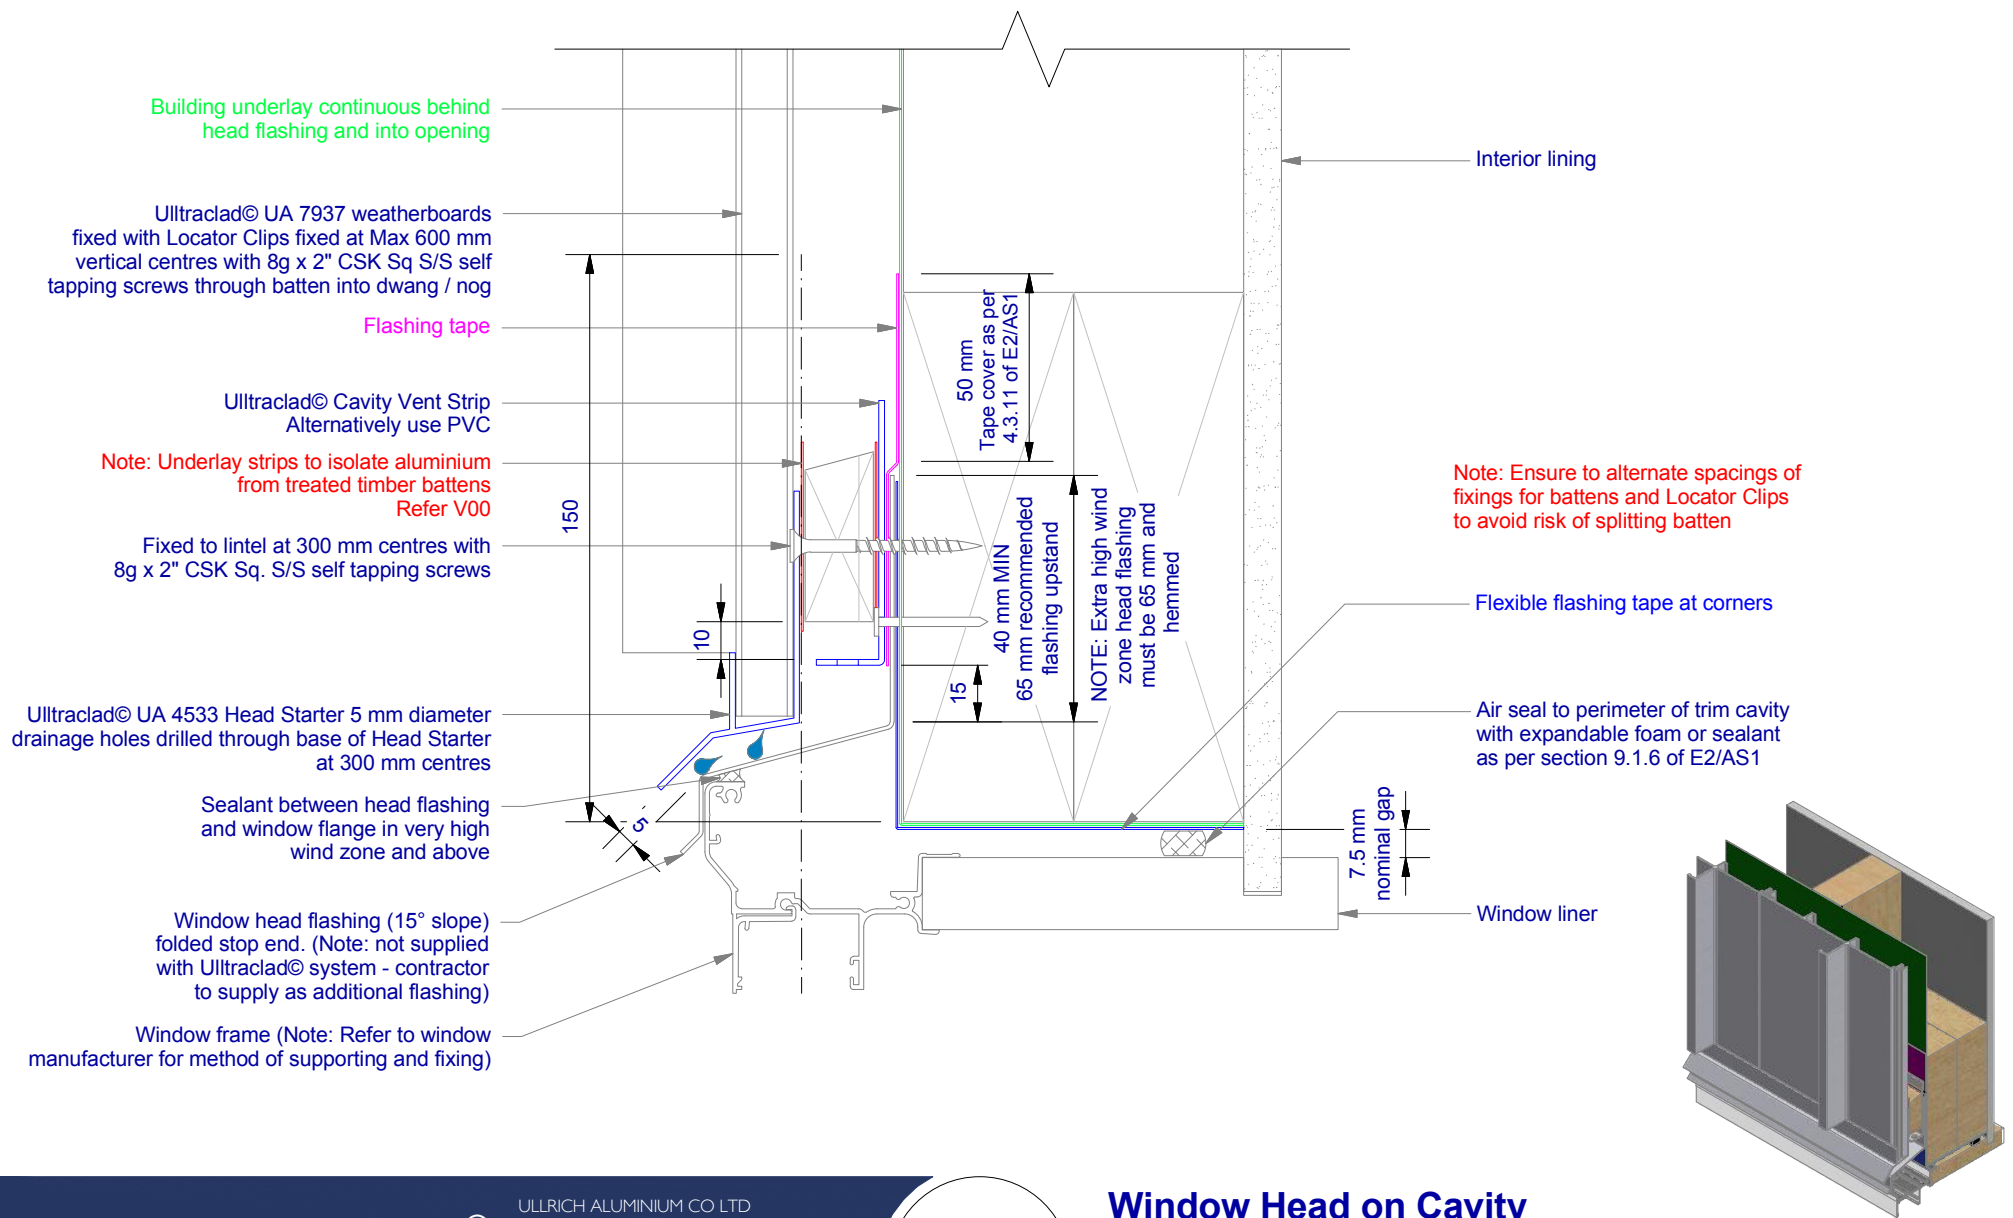 Building underlay continuous behind
head flashing and into opening
Ulltraclad© UA 7937 weatherboards
fixed with Locator Clips fixed at Max 600 mm
vertical centres with 8g x 2" CSK Sq S/S self
tapping screws through batten into dwang / nog
Flashing tape
Ulltraclad© Cavity Vent Strip
Alternatively use PVC
Note: Underlay strips to isolate aluminium
from treated timber battens
Refer V00
Fixed to lintel at 300 mm centres with
8g x 2" CSK Sq. S/S self tapping screws
Ulltraclad© UA 4533 Head Starter 5 mm diameter
drainage holes drilled through base of Head Starter
at 300 mm centres
Sealant between head flashing
and window flange in very high
wind zone and above
Window head flashing (15° slope)
folded stop end. (Note: not supplied
with Ulltraclad© system - contractor
to supply as additional flashing)
Window frame (Note: Refer to window
manufacturer for method of supporting and fixing)
150
10
5
15
50 mm
Tape cover as per
4.3.11 of E2/AS1
40 mm MIN
65 mm recommended
flashing upstand
NOTE: Extra high wind
zone head flashing
must be 65 mm and
hemmed
7.5 mm
nominal gap
Interior lining
Note: Ensure to alternate spacings of
fixings for battens and Locator Clips
to avoid risk of splitting batten
Flexible flashing tape at corners
Air seal to perimeter of trim cavity
with expandable foam or sealant
as per section 9.1.6 of E2/AS1
Window liner
ULLRICH ALUMINIUM CO LTD
Window Head on Cavity